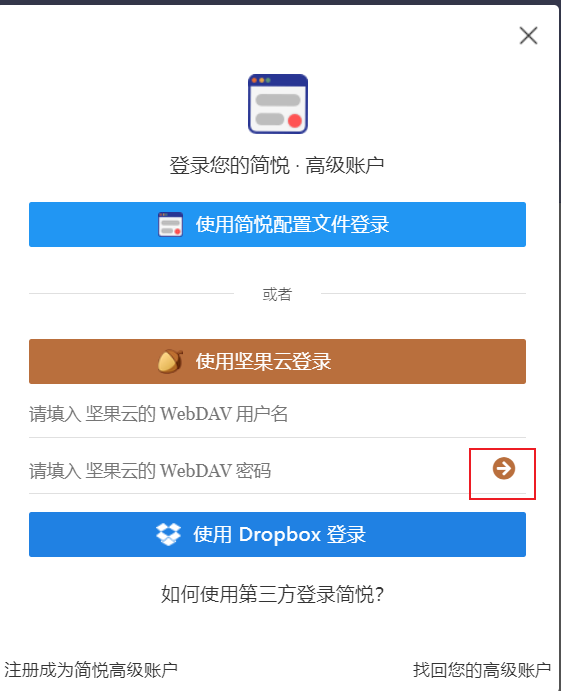 登录您的简悦 · 高级账户
使用简悦配置文件登录
或者
使用坚果云登录
请填入 坚果云的 WebDAV 用户名
请填入 坚果云的 WebDAV 密码
使用 Dropbox 登录
如何使用第三方登录简悦？
注册成为简悦高级账户
找回您的高级账户